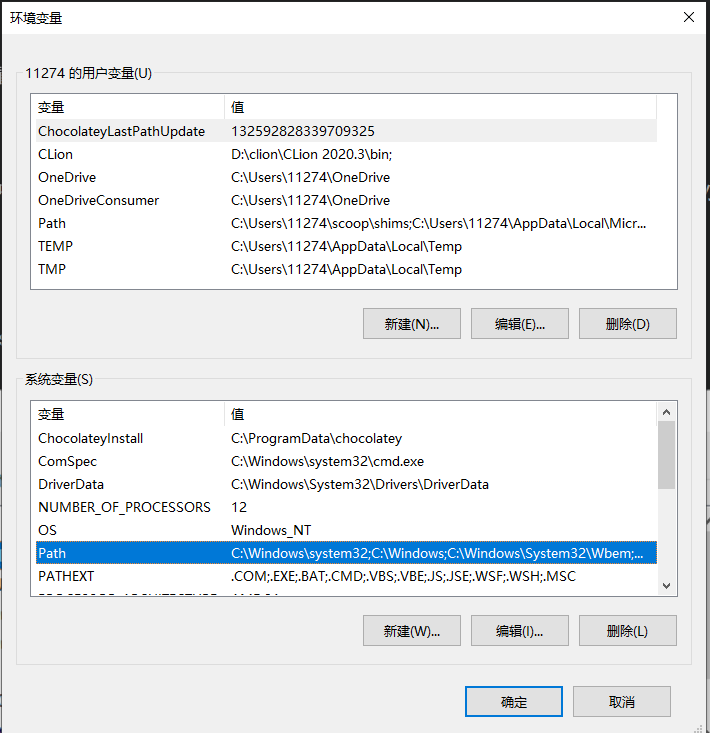 环境变量
11274 的用户变量(U)
变量 值
ChocolateyLastPathUpdate 132592828339709325
CLion D:\clion\CLion 2020.3\bin;
OneDrive C:\Users\11274\OneDrive
OneDriveConsumer C:\Users\11274\OneDrive
Path C:\Users\11274\scoop\shims;C:\Users\11274\AppData\Local\Micr...
TEMP C:\Users\11274\AppData\Local\Temp
TMP C:\Users\11274\AppData\Local\Temp
新建(N)... 编辑(E)... 删除(D)
系统变量(S)
变量 值
ChocolateyInstall C:\ProgramData\chocolatey
ComSpec C:\Windows\system32\cmd.exe
DriverData C:\Windows\System32\Drivers\DriverData
NUMBER_OF_PROCESSORS 12
OS Windows_NT
Path C:\Windows\system32;C:\Windows;C:\Windows\System32\Wbem;...
PATHEXT .COM;.EXE;.BAT;.CMD;.VBS;.VBE;.JS;.JSE;.WSF;.WSH;.MSC
新建(W)... 编辑(I)... 删除(L)
确定 取消